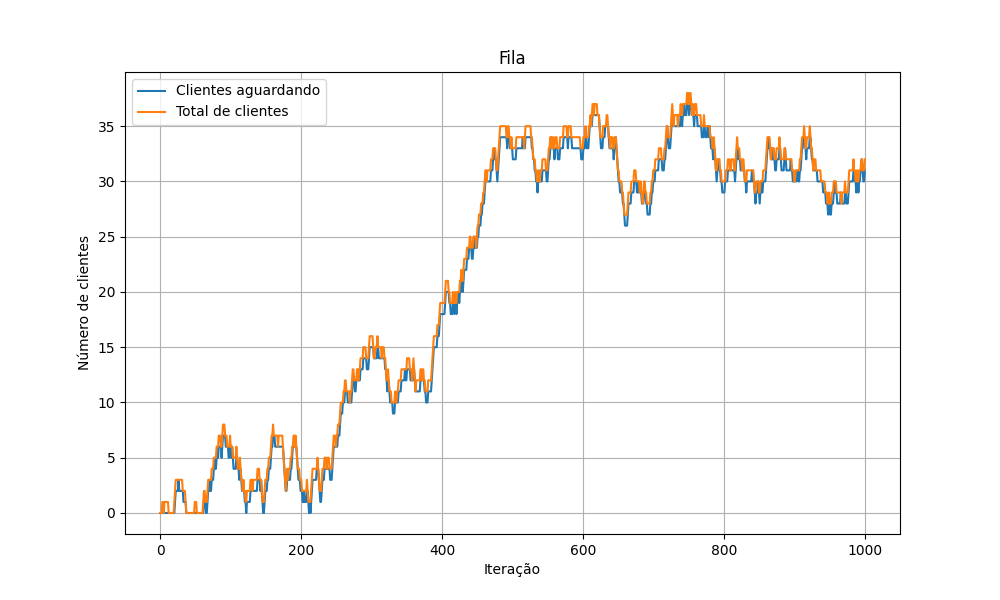 Fila
Clientes aguardando
Total de clientes
Número de clientes
35
30
25
20
15
10
5
0
0 200 400 600 800 1000
Iteração